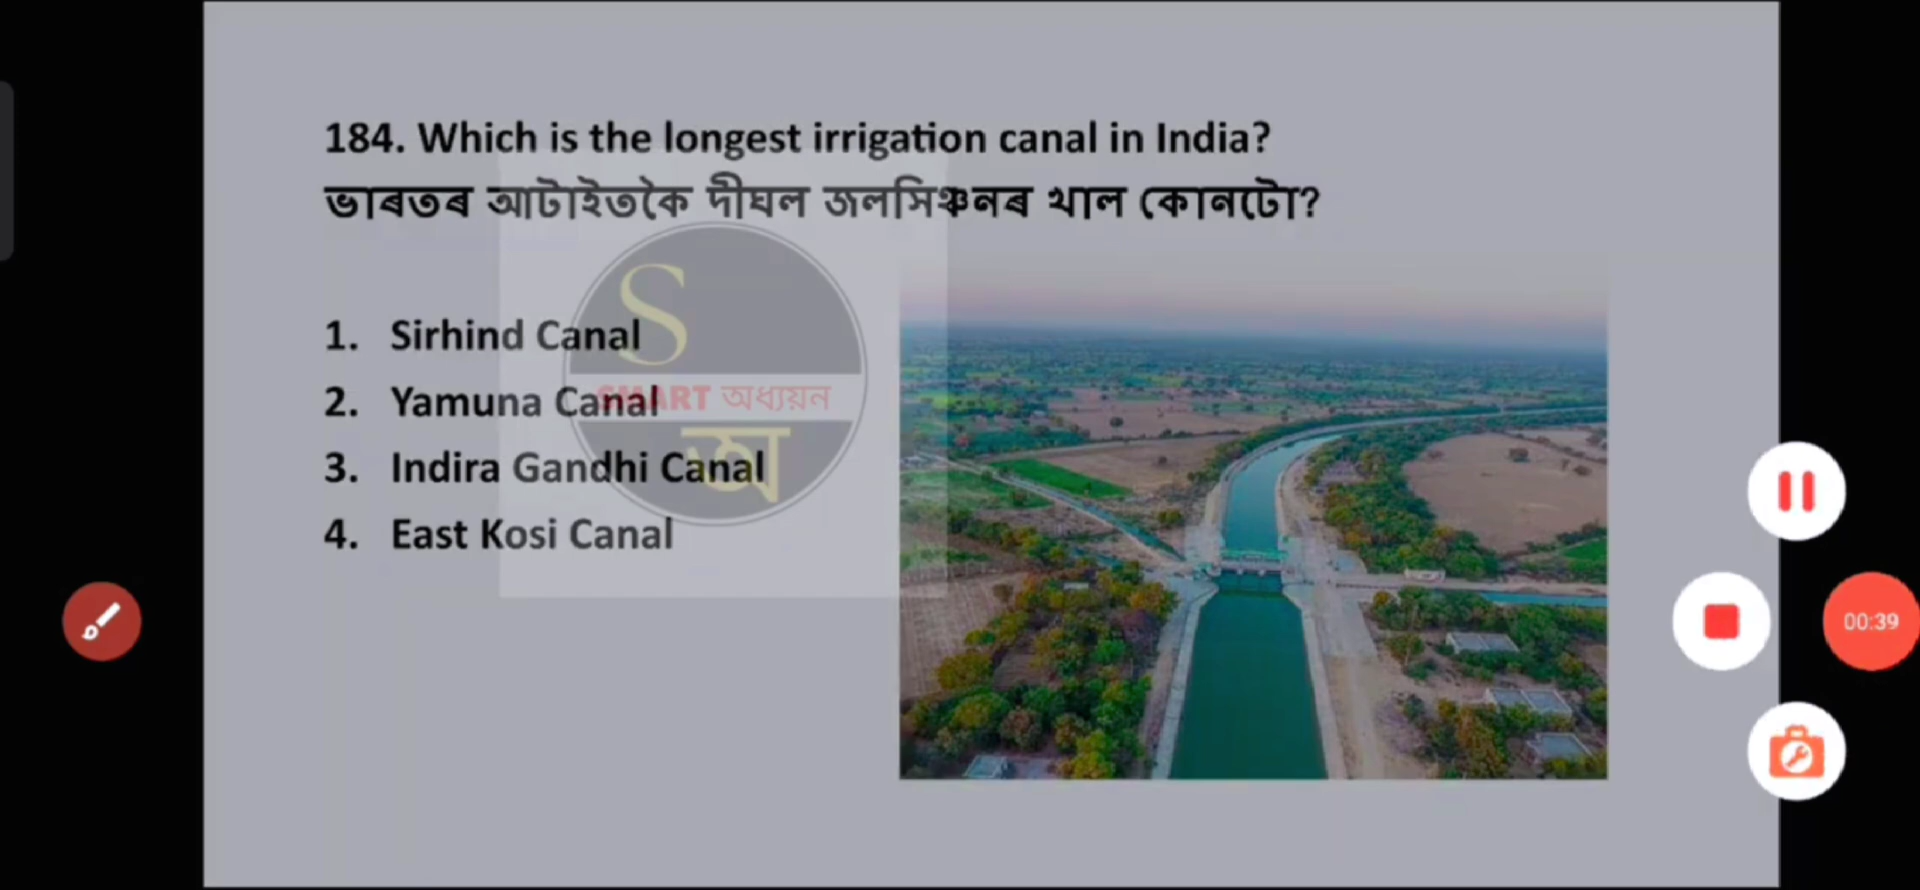 184. Which is the longest irrigation canal in India?
ভাৰতৰ আটাইতকৈ দীঘল জলসিঞ্চনৰ খাল কোনটো?
1. Sirhind Canal
2. Yamuna Canal
3. Indira Gandhi Canal
4. East Kosi Canal
S
SMART অধ্যয়ন
অ
00:39